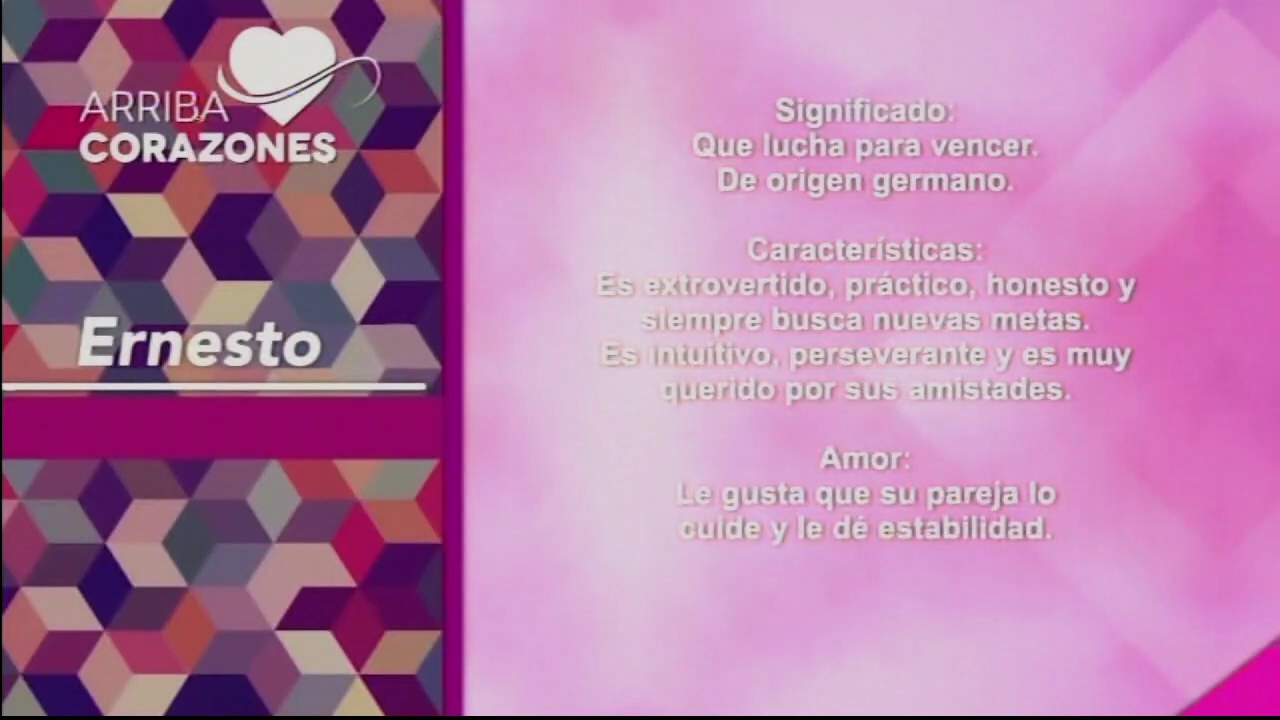 ARRIBA
CORAZONES
Ernesto
Significado:
Que lucha para vencer.
De origen germano.
Características:
Es extrovertido, práctico, honesto y
siempre busca nuevas metas.
Es intuitivo, perseverante y es muy
querido por sus amistades.
Amor:
Le gusta que su pareja lo
cuide y le dé estabilidad.